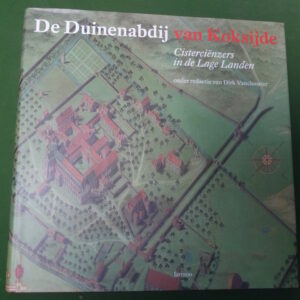 De Duinenabdij van Koksijde
Cisterciënzers
in de Lage Landen
onder redactie van Dirk Vanclooster
lannoo